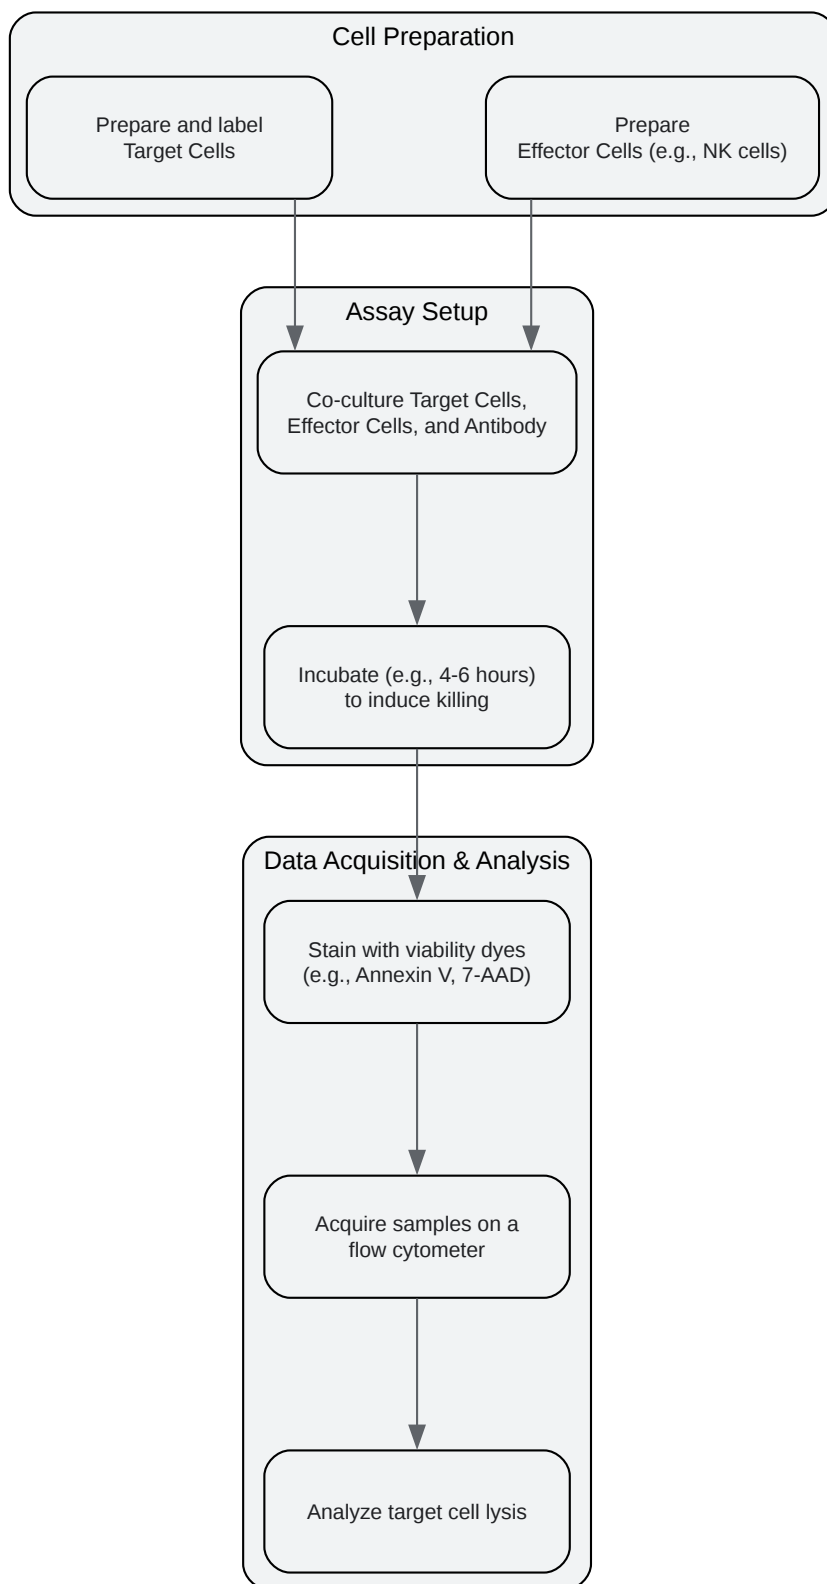 Cell Preparation
Prepare and label
Target Cells
Prepare
Effector Cells (e.g., NK cells)
Assay Setup
Co-culture Target Cells,
Effector Cells, and Antibody
Incubate (e.g., 4-6 hours)
to induce killing
Data Acquisition & Analysis
Stain with viability dyes
(e.g., Annexin V, 7-AAD)
Acquire samples on a
flow cytometer
Analyze target cell lysis